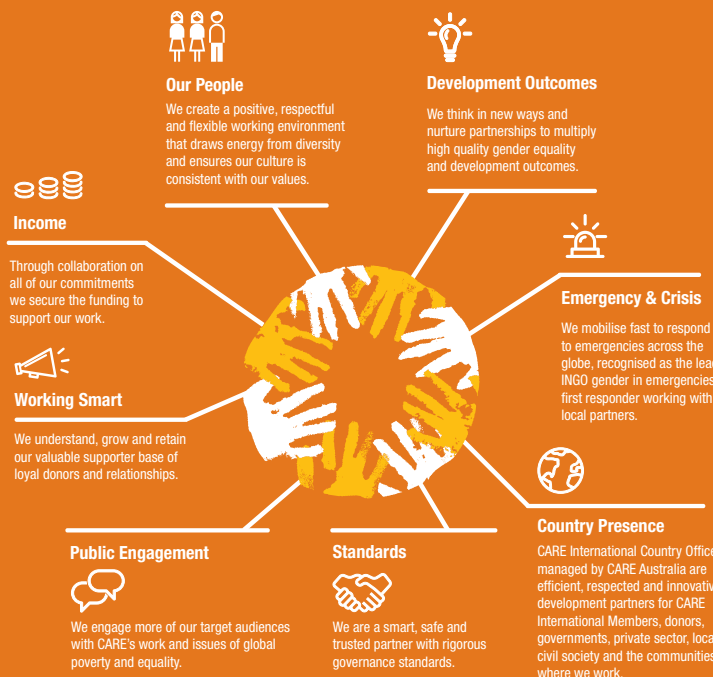 Our People
We create a positive, respectful
and flexible working environment
that draws energy from diversity
and ensures our culture is
consistent with our values.
Development Outcomes
We think in new ways and
nurture partnerships to multiply
high quality gender equality
and development outcomes.
Income
Through collaboration on
all of our commitments
we secure the funding to
support our work.
Emergency & Crisis
We mobilise fast to respond
to emergencies across the
globe, recognised as the lead
INGO gender in emergencies
first responder working with
local partners.
Working Smart
We understand, grow and retain
our valuable supporter base of
loyal donors and relationships.
Country Presence
CARE International Country Office
managed by CARE Australia are
efficient, respected and innovativ
development partners for CARE
International Members, donors,
governments, private sector, loca
civil society and the communities
where we work.
Public Engagement
We engage more of our target audiences
with CARE's work and issues of global
poverty and equality.
Standards
We are a smart, safe and
trusted partner with rigorous
governance standards.